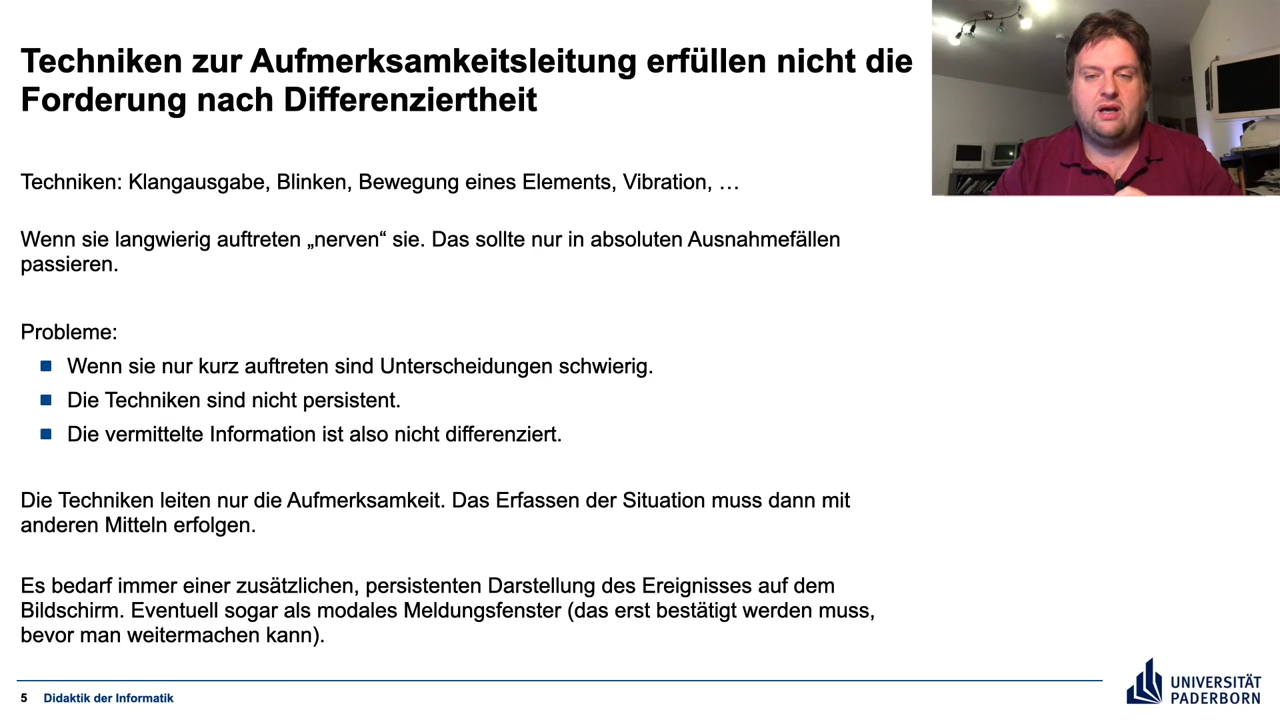 Techniken zur Aufmerksamkeitsleitung erfüllen nicht die
Forderung nach Differenziertheit
Techniken: Klangausgabe, Blinken, Bewegung eines Elements, Vibration, …
Wenn sie langwierig auftreten „nerven“ sie. Das sollte nur in absoluten Ausnahmefällen
passieren.
Probleme:
Wenn sie nur kurz auftreten sind Unterscheidungen schwierig.
Die Techniken sind nicht persistent.
Die vermittelte Information ist also nicht differenziert.
Die Techniken leiten nur die Aufmerksamkeit. Das Erfassen der Situation muss dann mit
anderen Mitteln erfolgen.
Es bedarf immer einer zusätzlichen, persistenten Darstellung des Ereignisses auf dem
Bildschirm. Eventuell sogar als modales Meldungsfenster (das erst bestätigt werden muss,
bevor man weitermachen kann).
5 Didaktik der Informatik
UNIVERSITÄT
PADERBORN